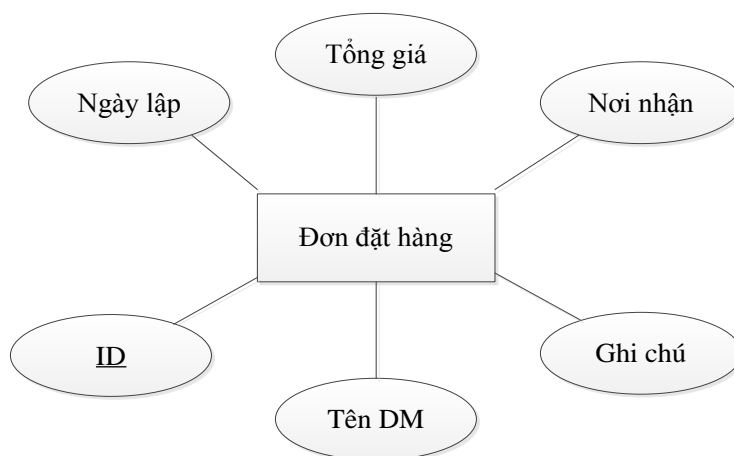 Tổng giá
Ngày lập
Nơi nhận
Đơn đặt hàng
ID
Ghi chú
Tên DM